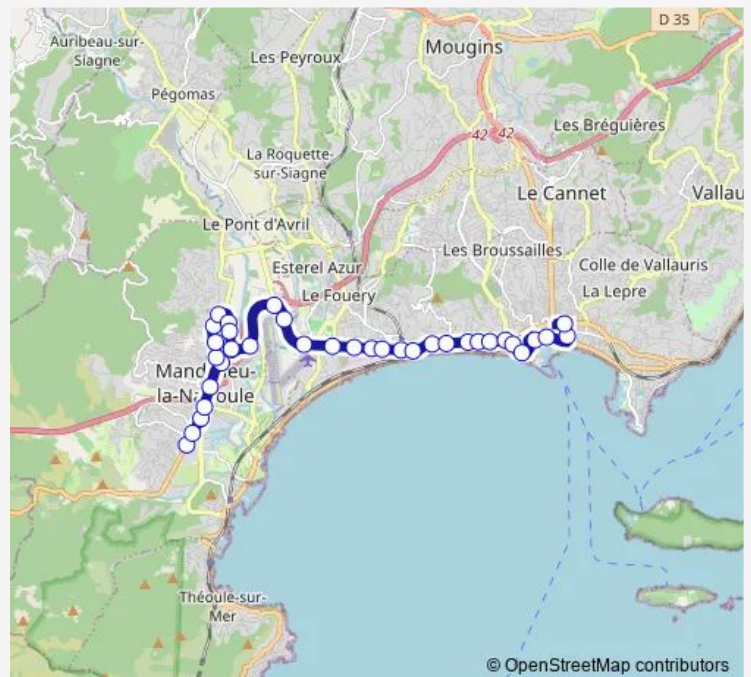 D 35
Auribeau-sur-
Siagne
Les Peyroux
Mougins
Pégomas
42
42
Les Bréguières
La Roquette-
sur-Siagne
Le Cannet
Vallau
Le Pont d'Avril
Les Broussailles
Esterel Azur
Colle de Vallauris
Le Fouery
La Lepre
la-Na
oule
Théoule-sur-
Mer
© OpenStreetMap contributors